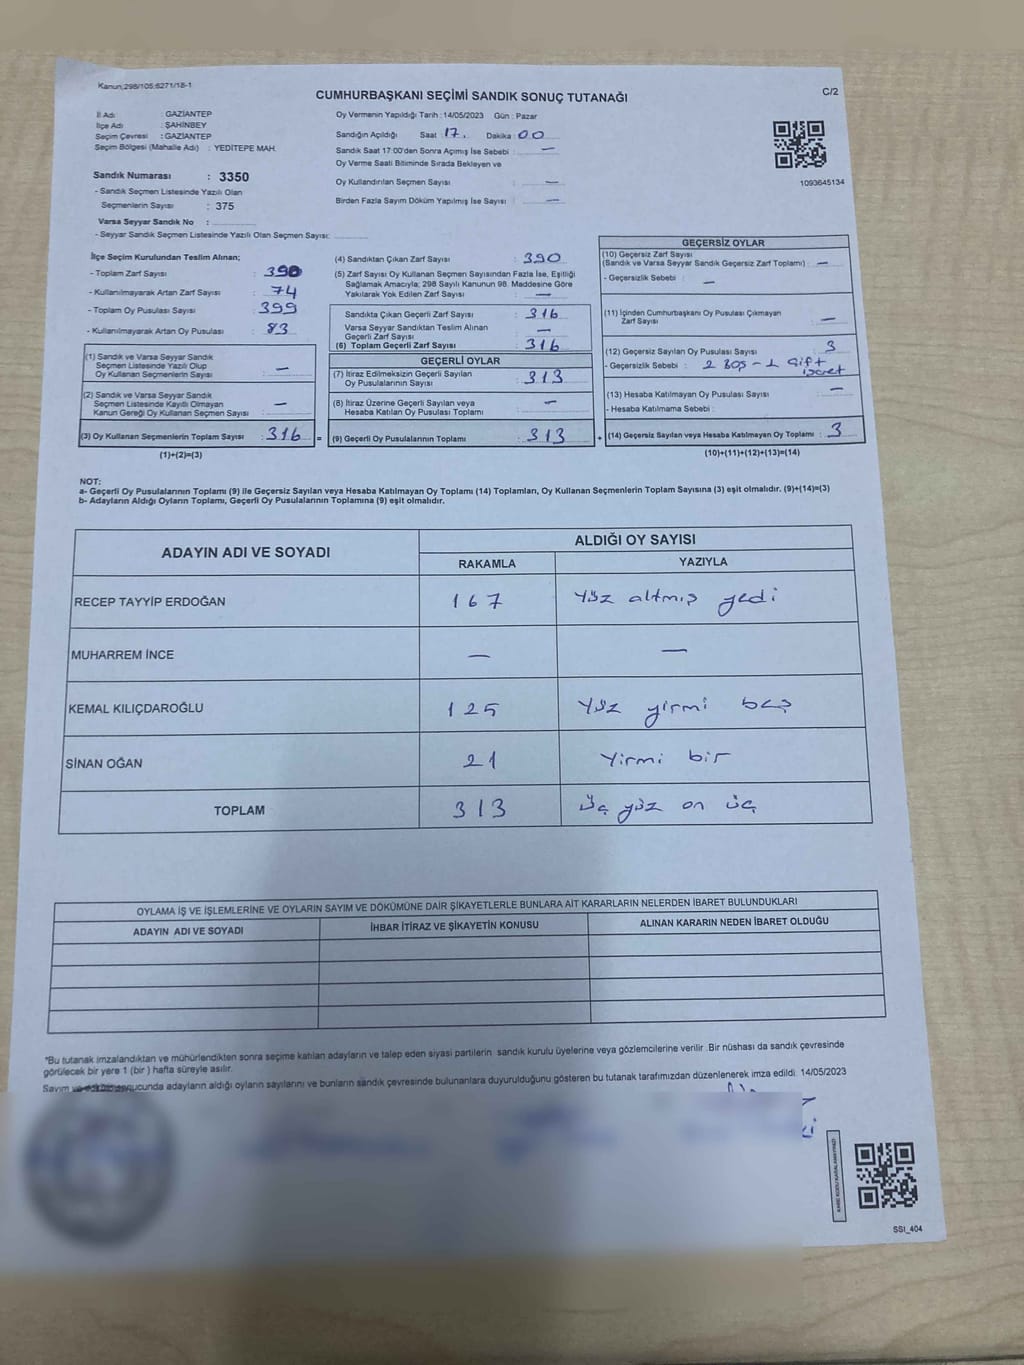 Kanun:298/105;6271/18-1
CUMHURBAŞKANI SEÇİMİ SANDIK SONUÇ TUTANAĞI
C/2
İl Adı : GAZİANTEP
İlçe Adı : ŞAHİNBEY
Seçim Çevresi : GAZİANTEP
Seçim Bölgesi (Mahalle Adı) : YEDİTEPE MAH.
Sandık Numarası : 3350
- Sandık Seçmen Listesinde Yazılı Olan
Seçmenlerin Sayısı : 375
Varsa Seyyar Sandık No :
- Seyyar Sandık Seçmen Listesinde Yazılı Olan Seçmen Sayısı:
Oy Vermenin Yapıldığı Tarih : 14/05/2023 Gün : Pazar
Sandığın Açıldığı Saat 17. Dakika : 00
Sandık Saat 17:00'den Sonra Açımış İse Sebebi : —
Oy Verme Saati Bitiminde Sırada Bekleyen ve
Oy Kullandırılan Seçmen Sayısı : —
Birden Fazla Sayım Döküm Yapılmış İse Sayısı : —
1093645134
İlçe Seçim Kurulundan Teslim Alınan;
- Toplam Zarf Sayısı : 390
- Kullanılmayarak Artan Zarf Sayısı : 74
- Toplam Oy Pusulası Sayısı : 399
- Kullanılmayarak Artan Oy Pusulası : 83
(1) Sandık ve Varsa Seyyar Sandık
Seçmen Listesinde Yazılı Olup
Oy Kullanan Seçmenlerin Sayısı : —
(2) Sandık ve Varsa Seyyar Sandık
Seçmen Listesinde Kayıtlı Olmayan
Kanun Gereği Oy Kullanan Seçmen Sayısı : —
(3) Oy Kullanan Seçmenlerin Toplam Sayısı : 316 =
(1)+(2)=(3)
(4) Sandıktan Çıkan Zarf Sayısı : 390
(5) Zarf Sayısı Oy Kullanan Seçmen Sayısından Fazla İse, Eşitliği
Sağlamak Amacıyla; 298 Sayılı Kanunun 98. Maddesine Göre
Yakılarak Yok Edilen Zarf Sayısı : —
Sandıkta Çıkan Geçerli Zarf Sayısı : 316
Varsa Seyyar Sandıktan Teslim Alınan
Geçerli Zarf Sayısı : —
(6) Toplam Geçerli Zarf Sayısı : 316
GEÇERLİ OYLAR
(7) İtiraz Edilmeksizin Geçerli Sayılan
Oy Pusulalarının Sayısı : 313
(8) İtiraz Üzerine Geçerli Sayılan veya
Hesaba Katılan Oy Pusulası Toplamı : —
(9) Geçerli Oy Pusulalarının Toplamı : 313 +
GEÇERSİZ OYLAR
(10) Geçersiz Zarf Sayısı
(Sandık ve Varsa Seyyar Sandık Geçersiz Zarf Toplamı) : —
- Geçersizlik Sebebi : —
(11) İçinden Cumhurbaşkanı Oy Pusulası Çıkmayan
Zarf Sayısı : —
(12) Geçersiz Sayılan Oy Pusulası Sayısı : 3
- Geçersizlik Sebebi : 2 Boş - 1 çift
işaret
(13) Hesaba Katılmayan Oy Pusulası Sayısı : —
- Hesaba Katılmama Sebebi :
(14) Geçersiz Sayılan veya Hesaba Katılmayan Oy Toplamı : 3
(10)+(11)+(12)+(13)=(14)
NOT:
a- Geçerli Oy Pusulalarının Toplamı (9) ile Geçersiz Sayılan veya Hesaba Katılmayan Oy Toplamı (14) Toplamları, Oy Kullanan Seçmenlerin Toplam Sayısına (3) eşit olmalıdır. (9)+(14)=(3)
b- Adayların Aldığı Oyların Toplamı, Geçerli Oy Pusulalarının Toplamına (9) eşit olmalıdır.
ADAYIN ADI VE SOYADI
ALDIĞI OY SAYISI
RAKAMLA YAZIYLA
RECEP TAYYİP ERDOĞAN 167 Yüz altmış yedi
MUHARREM İNCE — —
KEMAL KILIÇDAROĞLU 125 Yüz yirmi beş
SİNAN OĞAN 21 Yirmi bir
TOPLAM 313 üç yüz on üç
OYLAMA İŞ VE İŞLEMLERİNE VE OYLARIN SAYIM VE DÖKÜMÜNE DAİR ŞİKAYETLERLE BUNLARA AİT KARARLARIN NELERDEN İBARET BULUNDUKLARI
ADAYIN ADI VE SOYADI İHBAR İTİRAZ VE ŞİKAYETİN KONUSU ALINAN KARARIN NEDEN İBARET OLDUĞU
*Bu tutanak imzalandıktan ve mühürlendikten sonra seçime katılan adayların ve talep eden siyasi partilerin sandık kurulu üyelerine veya gözlemcilerine verilir .Bir nüshası da sandık çevresinde
görülecek bir yere 1 (bir ) hafta süreyle asılır.
Sayım adayların aldığı oyların sayılarını ve bunların sandık çevresinde bulunanlara duyurulduğunu gösteren bu tutanak tarafımızdan düzenlenerek imza edildi. 14/05/2023
SSI_404